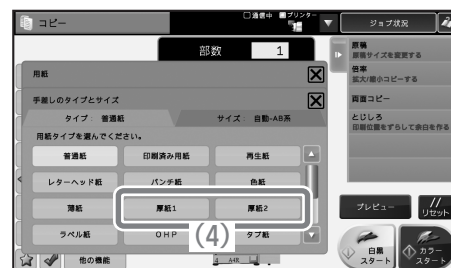 コピー
通信中 プリンター
ジョブ状況
部数 1
原稿
原稿サイズを変更する
用紙
倍率
拡大/縮小コピーする
手差しのタイプとサイズ
両面コピー
タイプ: 普通紙
サイズ: 自動-AB系
とじしろ
印刷位置をずらして余白を作る
用紙タイプを選んでください。
普通紙 印刷済み用紙 再生紙
レターヘッド紙 パンチ紙 色紙
薄紙 厚紙1 厚紙2
プレビュー
リセット
ラベル紙 OHP タブ紙
(4)
他の機能
A4R
白黒
スタート
カラー
スタート